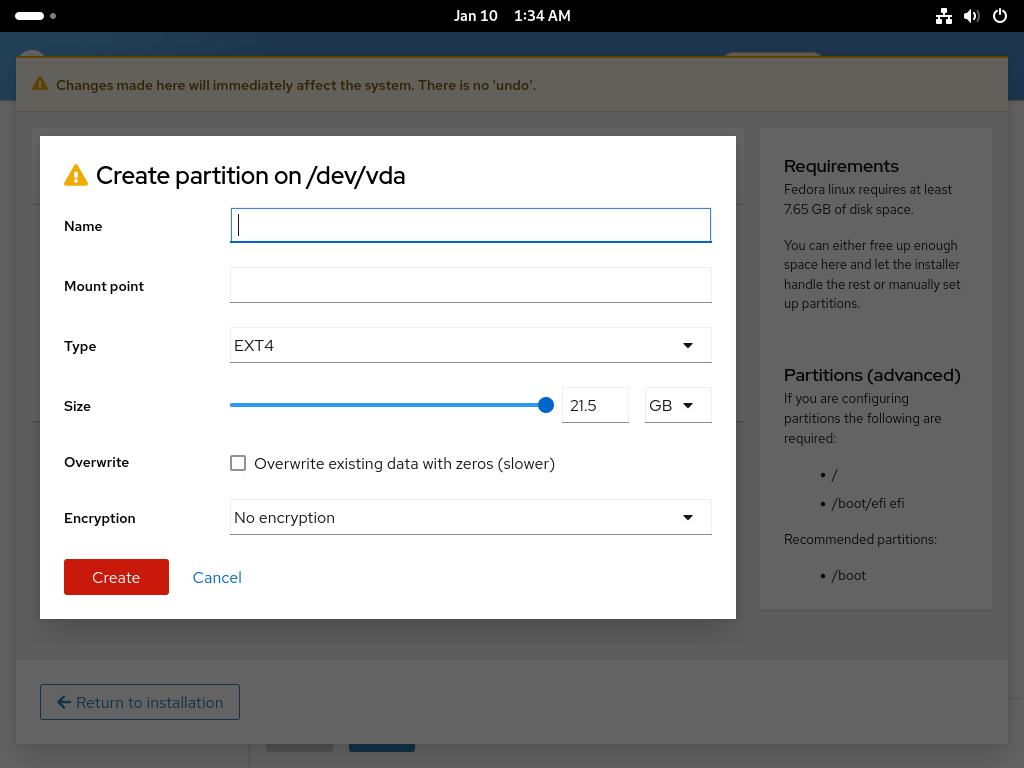 Jan 10 1:34 AM
Changes made here will immediately affect the system. There is no 'undo'.
Create partition on /dev/vda
Name
Mount point
Type
EXT4
Size
21.5
GB
Overwrite
Overwrite existing data with zeros (slower)
Encryption
No encryption
Create
Cancel
Requirements
Fedora linux requires at least
7.65 GB of disk space.
You can either free up enough
space here and let the installer
handle the rest or manually set
up partitions.
Partitions (advanced)
If you are configuring
partitions the following are
required:
• /
• /boot/efi efi
Recommended partitions:
• /boot
Return to installation